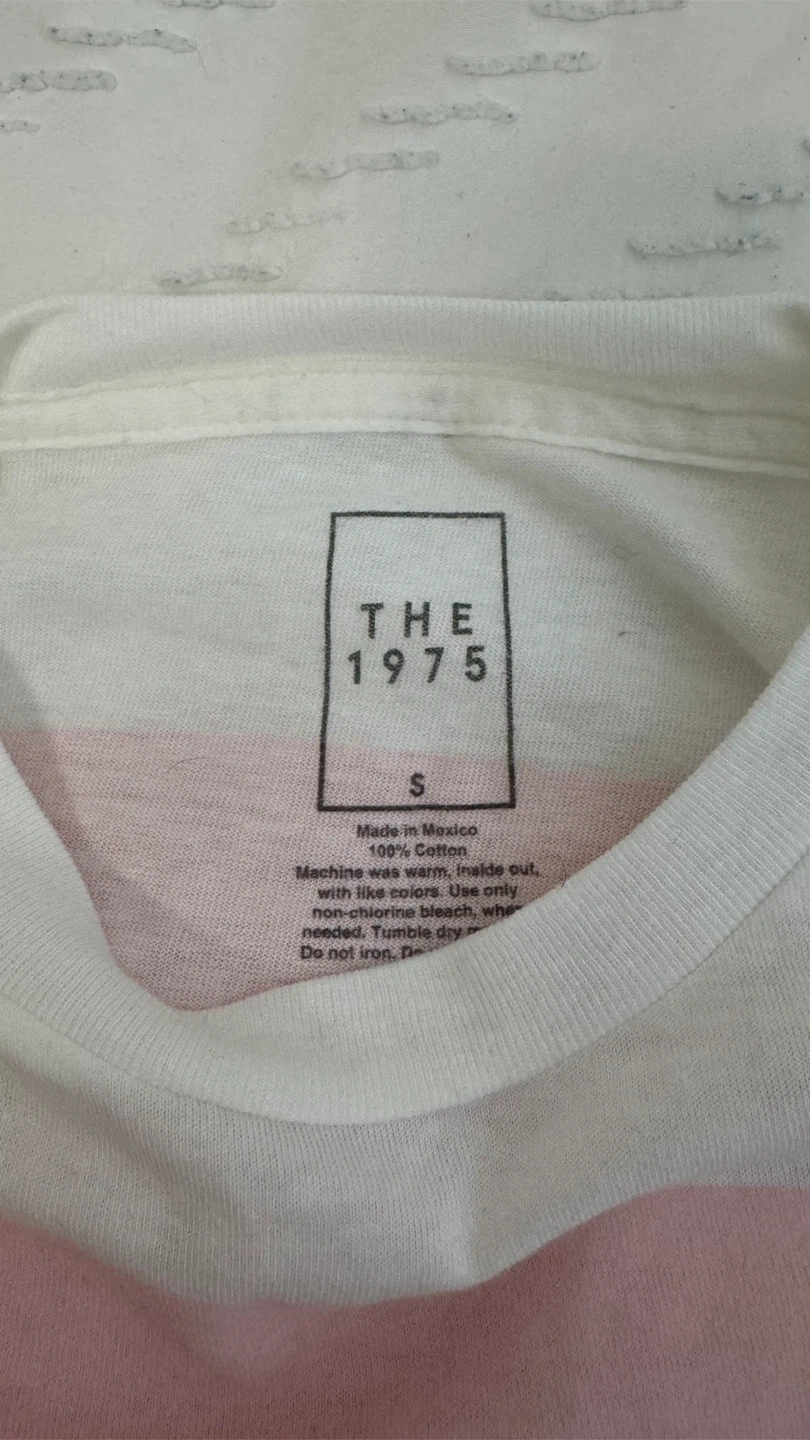 THE
1975
S
Made in Mexico
100% Cotton
Machine was warm, inside out,
with like colors. Use only
non-chlorine bleach,
needed. Tumble dry
Do not iron.